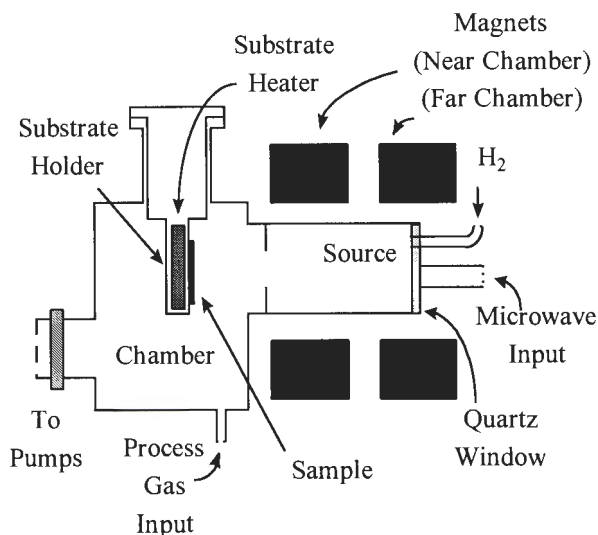 Substrate
Heater
Magnets
(Near Chamber)
(Far Chamber)
Substrate
Holder
H2
Source
Chamber
Microwave
Input
To
Pumps
Process
Gas
Input
Sample
Quartz
Window